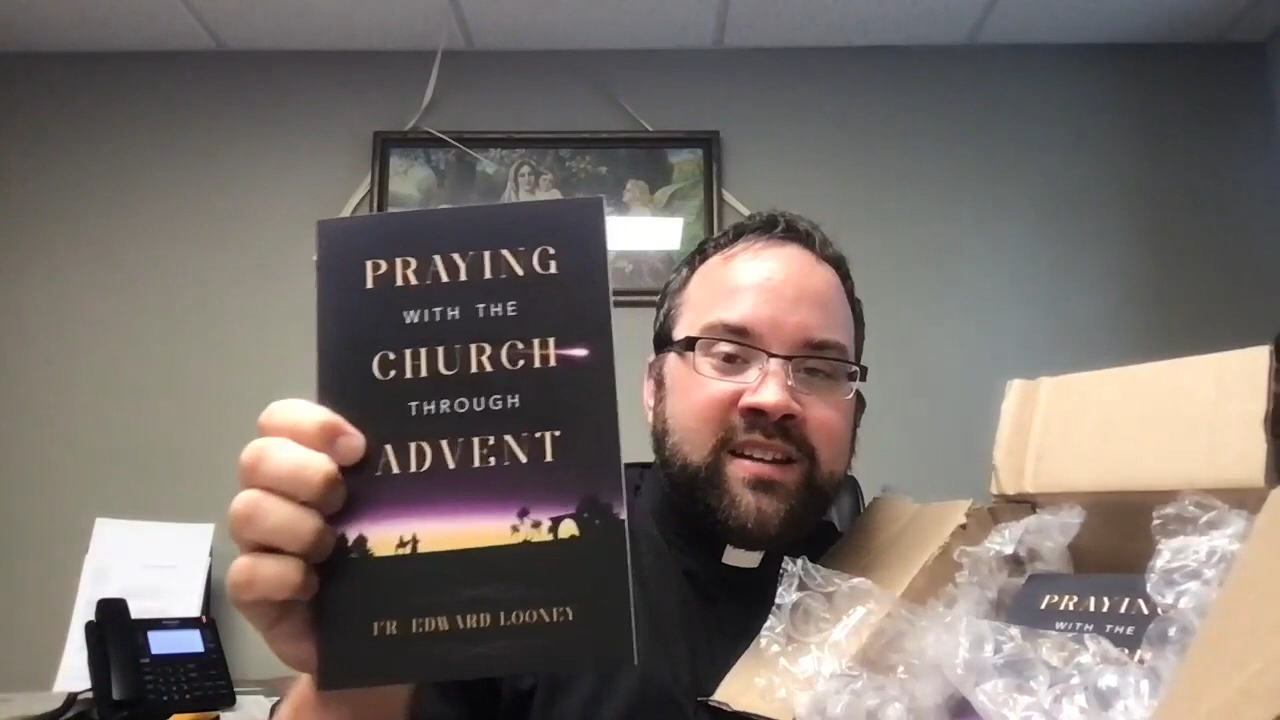 PRAYING
WITH THE
CHURCH
THROUGH
ADVENT
FR EDWARD LOONEY
PRAYING
WITH THE